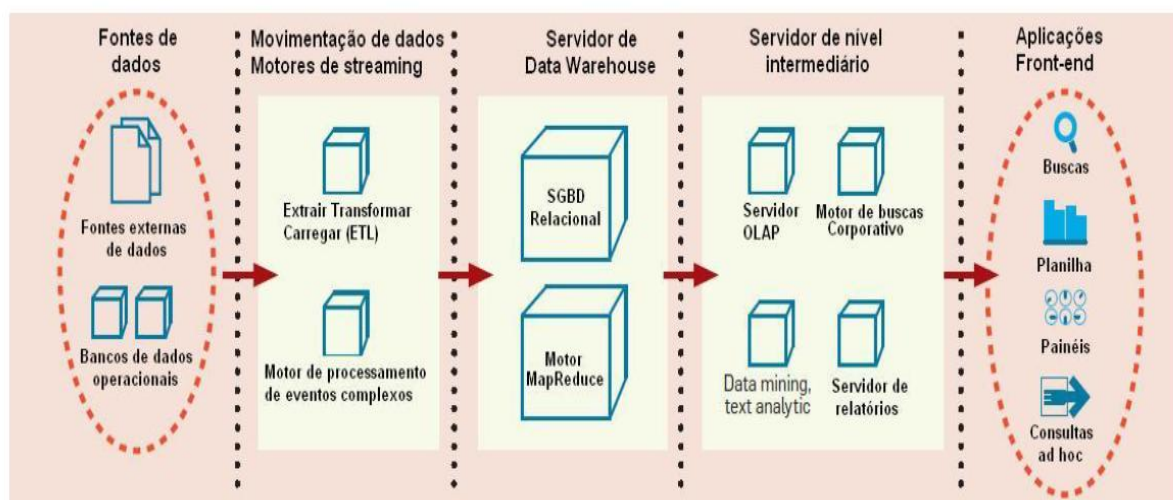 Fontes de
dados
Fontes externas
de dados
Bancos de dados
operacionais
Movimentação de dados
Motores de streaming
Extrair Transformar
Carregar (ETL)
Motor de processamento
de eventos complexos
Servidor de
Data Warehouse
SGBD
Relacional
Motor
MapReduce
Servidor de nível
intermediário
Servidor
OLAP
Motor de buscas
Corporativo
Data mining,
text analytic
Servidor de
relatórios
Aplicações
Front-end
Buscas
Planilha
Painéis
Consultas
ad hoc